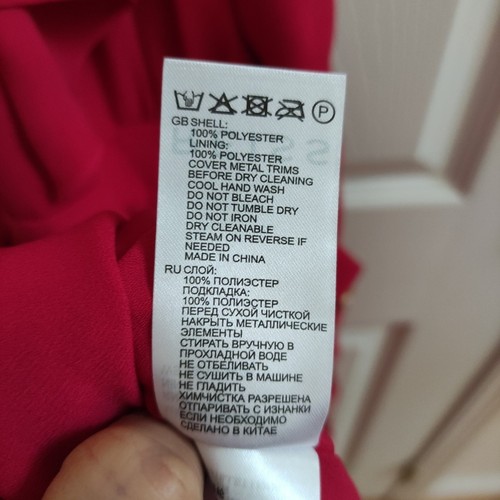 P
GB SHELL:
100% POLYESTER
LINING:
100% POLYESTER
COVER METAL TRIMS
BEFORE DRY CLEANING
COOL HAND WASH
DO NOT BLEACH
DO NOT TUMBLE DRY
DO NOT IRON
DRY CLEANABLE
STEAM ON REVERSE IF
NEEDED
MADE IN CHINA
RU СЛОЙ:
100% ПОЛИЭСТЕР
ПОДКЛАДКА:
100% ПОЛИЭСТЕР
ПЕРЕД СУХОЙ ЧИСТКОЙ
НАКРЫТЬ МЕТАЛЛИЧЕСКИЕ
ЭЛЕМЕНТЫ
СТИРАТЬ ВРУЧНУЮ В
ПРОХЛАДНОЙ ВОДЕ
НЕ ОТБЕЛИВАТЬ
НЕ СУШИТЬ В МАШИНЕ
НЕ ГЛАДИТЬ
ХИМЧИСТКА РАЗРЕШЕНА
ОТПАРИВАТЬ С ИЗНАНКИ
ЕСЛИ НЕОБХОДИМО
СДЕЛАНО В КИТАЕ